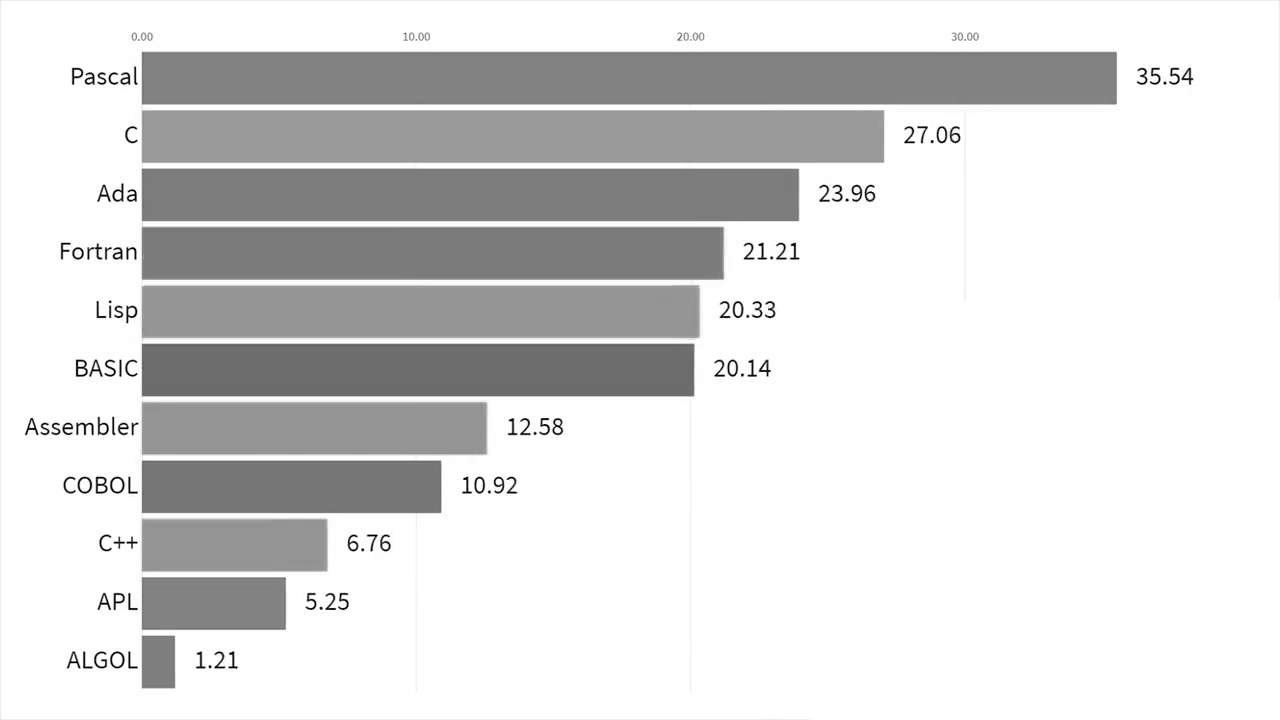 0.00 10.00 20.00 30.00
Pascal 35.54
C 27.06
Ada 23.96
Fortran 21.21
Lisp 20.33
BASIC 20.14
Assembler 12.58
COBOL 10.92
C++ 6.76
APL 5.25
ALGOL 1.21